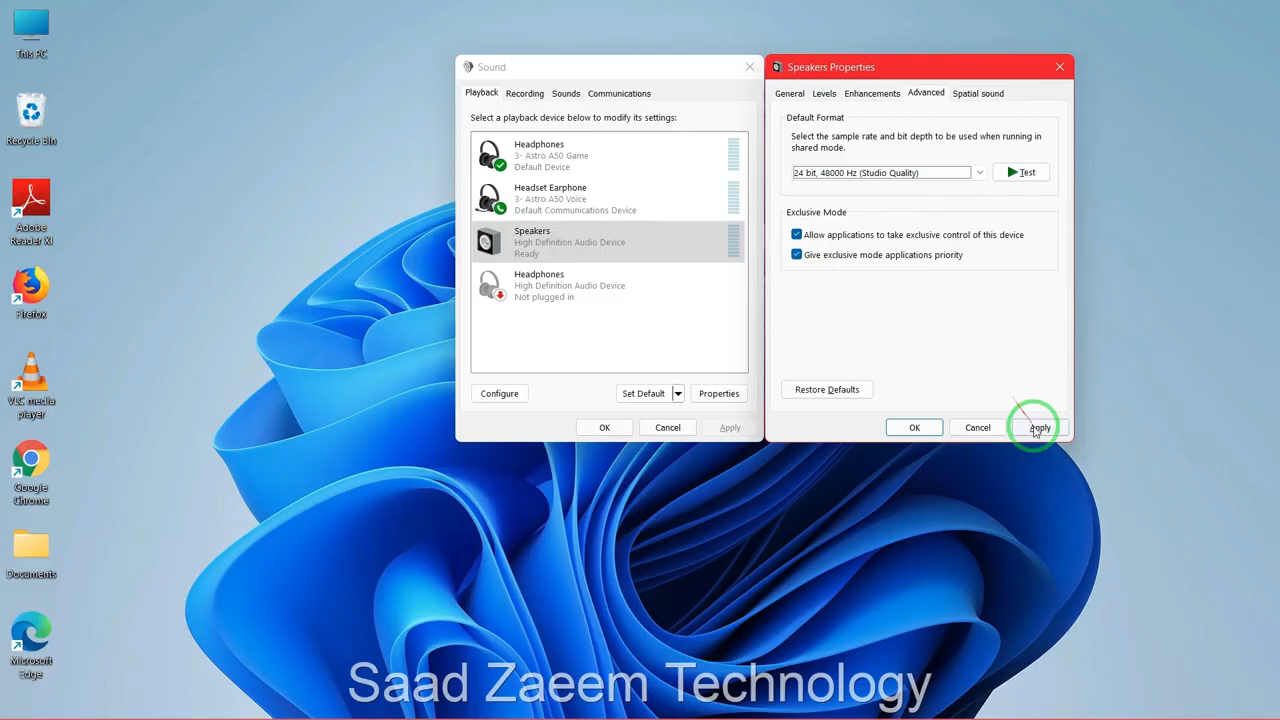 This PC
Recycle Bin
Adobe
Reader XI
Firefox
VLC media
player
Google
Chrome
Documents
Microsoft
Edge
Sound
Playback Recording Sounds Communications
Select a playback device below to modify its settings:
Headphones
3- Astro A50 Game
Default Device
Headset Earphone
3- Astro A50 Voice
Default Communications Device
Speakers
High Definition Audio Device
Ready
Headphones
High Definition Audio Device
Not plugged in
Configure Set Default Properties
OK Cancel Apply
Speakers Properties
General Levels Enhancements Advanced Spatial sound
Default Format
Select the sample rate and bit depth to be used when running in
shared mode.
24 bit, 48000 Hz (Studio Quality) Test
Exclusive Mode
Allow applications to take exclusive control of this device
Give exclusive mode applications priority
Restore Defaults
OK Cancel Apply
Saad Zaeem Technology